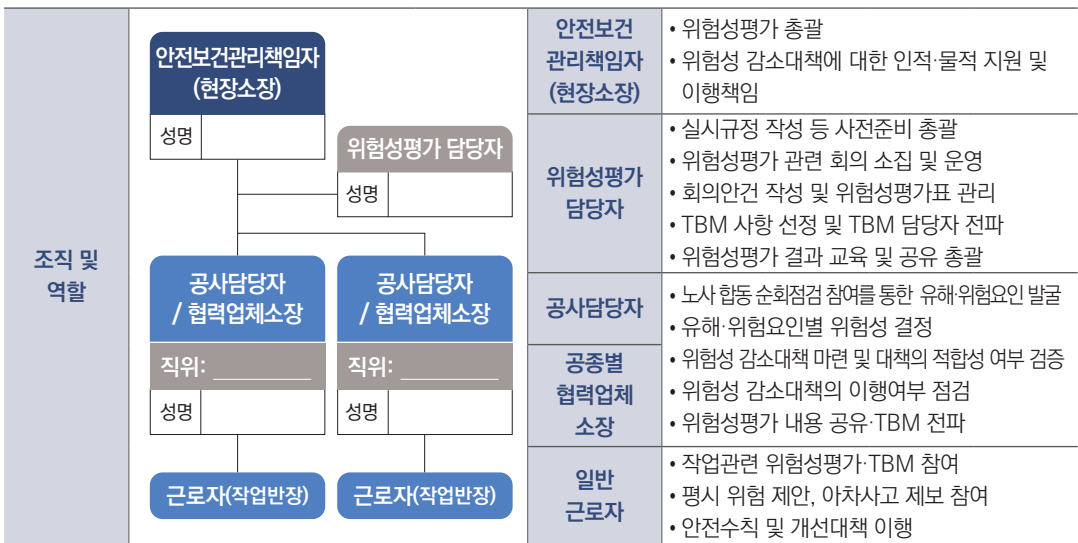 조직 및
역할
안전보건관리책임자
(현장소장)
성명
위험성평가 담당자
성명
공사담당자
/ 협력업체소장
직위:
성명
공사담당자
/ 협력업체소장
직위:
성명
근로자(작업반장)
근로자(작업반장)
안전보건
관리책임자
(현장소장)
• 위험성평가 총괄
• 위험성 감소대책에 대한 인적·물적 지원 및
이행책임
위험성평가
담당자
• 실시규정 작성 등 사전준비 총괄
• 위험성평가 관련 회의 소집 및 운영
• 회의안건 작성 및 위험성평가표 관리
• TBM 사항 선정 및 TBM 담당자 전파
• 위험성평가 결과 교육 및 공유 총괄
공사담당자
공종별
협력업체
소장
• 노사 합동 순회점검 참여를 통한 유해·위험요인 발굴
• 유해·위험요인별 위험성 결정
• 위험성 감소대책 마련 및 대책의 적합성 여부 검증
• 위험성 감소대책의 이행여부 점검
• 위험성평가 내용 공유·TBM 전파
일반
근로자
• 작업관련 위험성평가·TBM 참여
• 평시 위험 제안, 아차사고 제보 참여
• 안전수칙 및 개선대책 이행